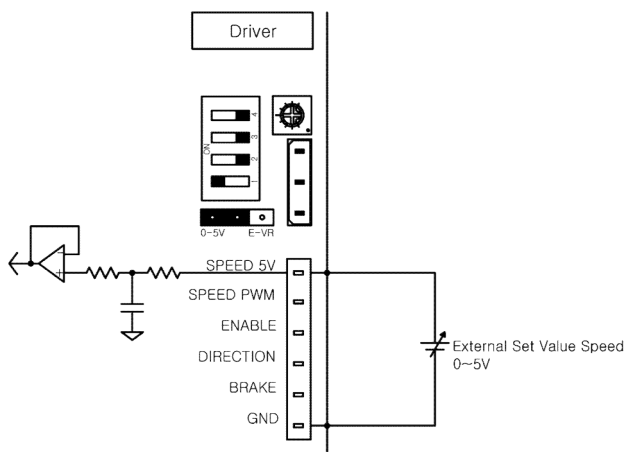 Driver
4
3
2
1
ON
0-5V
E-VR
SPEED 5V
SPEED PWM
ENABLE
DIRECTION
BRAKE
GND
External Set Value Speed
0~5V